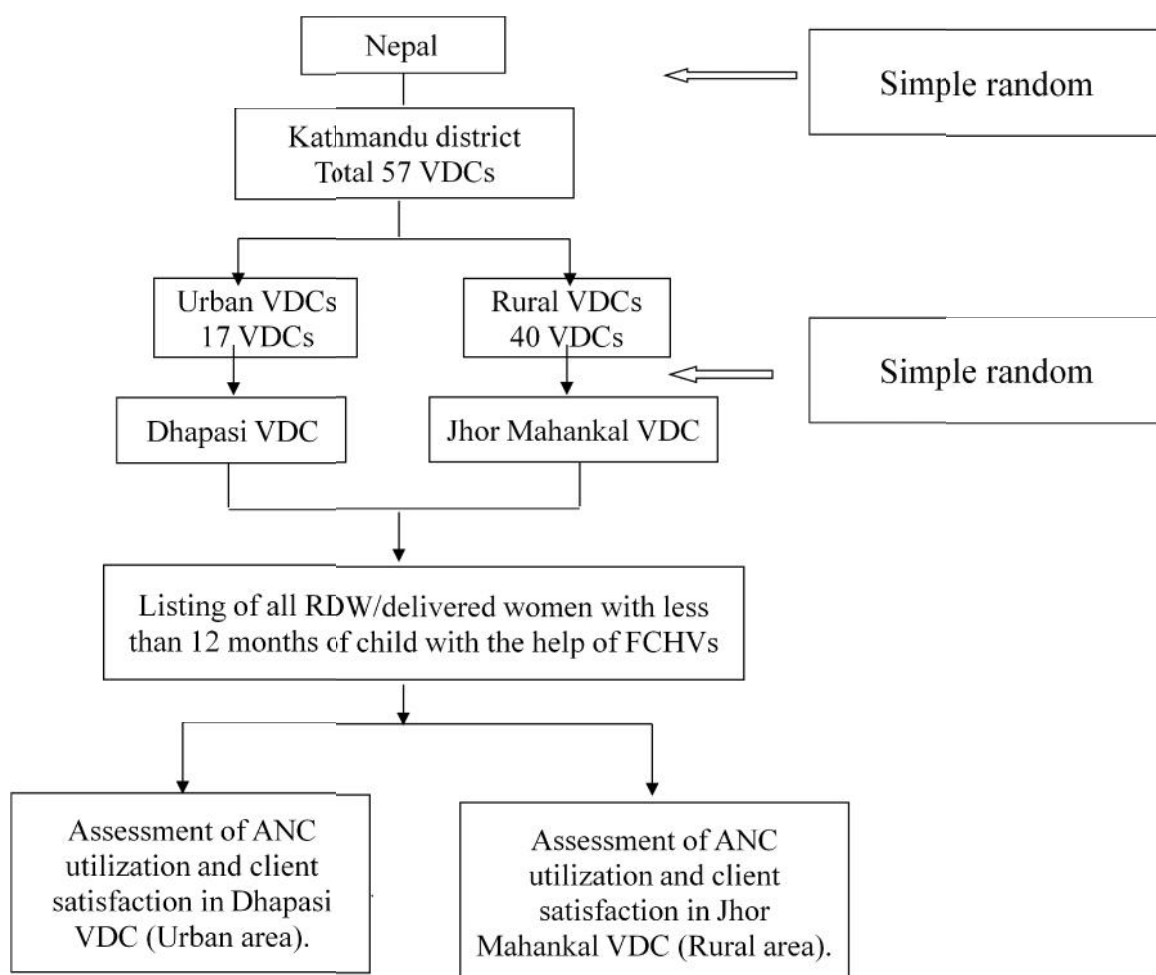 Nepal
Simple random
Kathmandu district
Total 57 VDCs
Urban VDCs
17 VDCs
Rural VDCs
40 VDCs
Simple random
Dhapasi VDC
Jhor Mahankal VDC
Listing of all RDW/delivered women with less
than 12 months of child with the help of FCHVs
Assessment of ANC
utilization and client
satisfaction in Dhapasi
VDC (Urban area).
Assessment of ANC
utilization and client
satisfaction in Jhor
Mahankal VDC (Rural area).